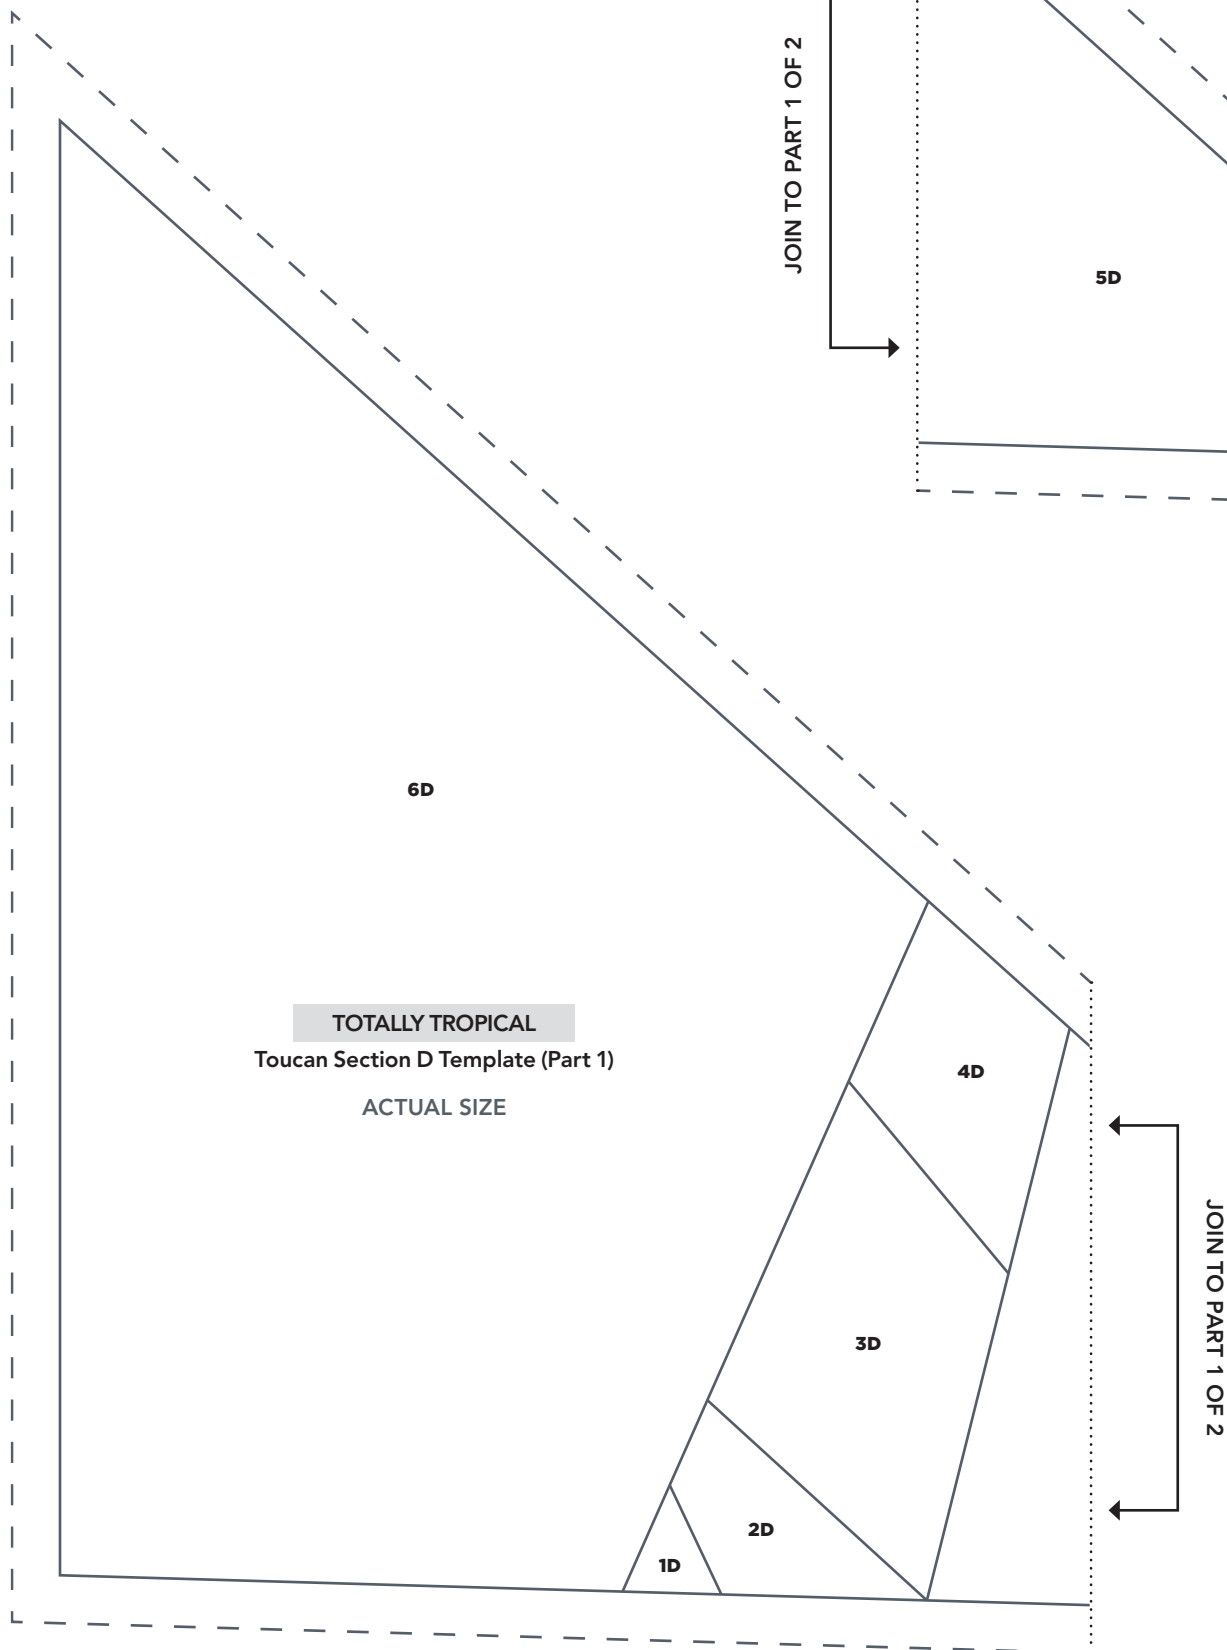 JOIN TO PART 1 OF 2
5D
6D
TOTALLY TROPICAL
Toucan Section D Template (Part 1)
ACTUAL SIZE
4D
JOIN TO PART 1 OF 2
3D
2D
1D